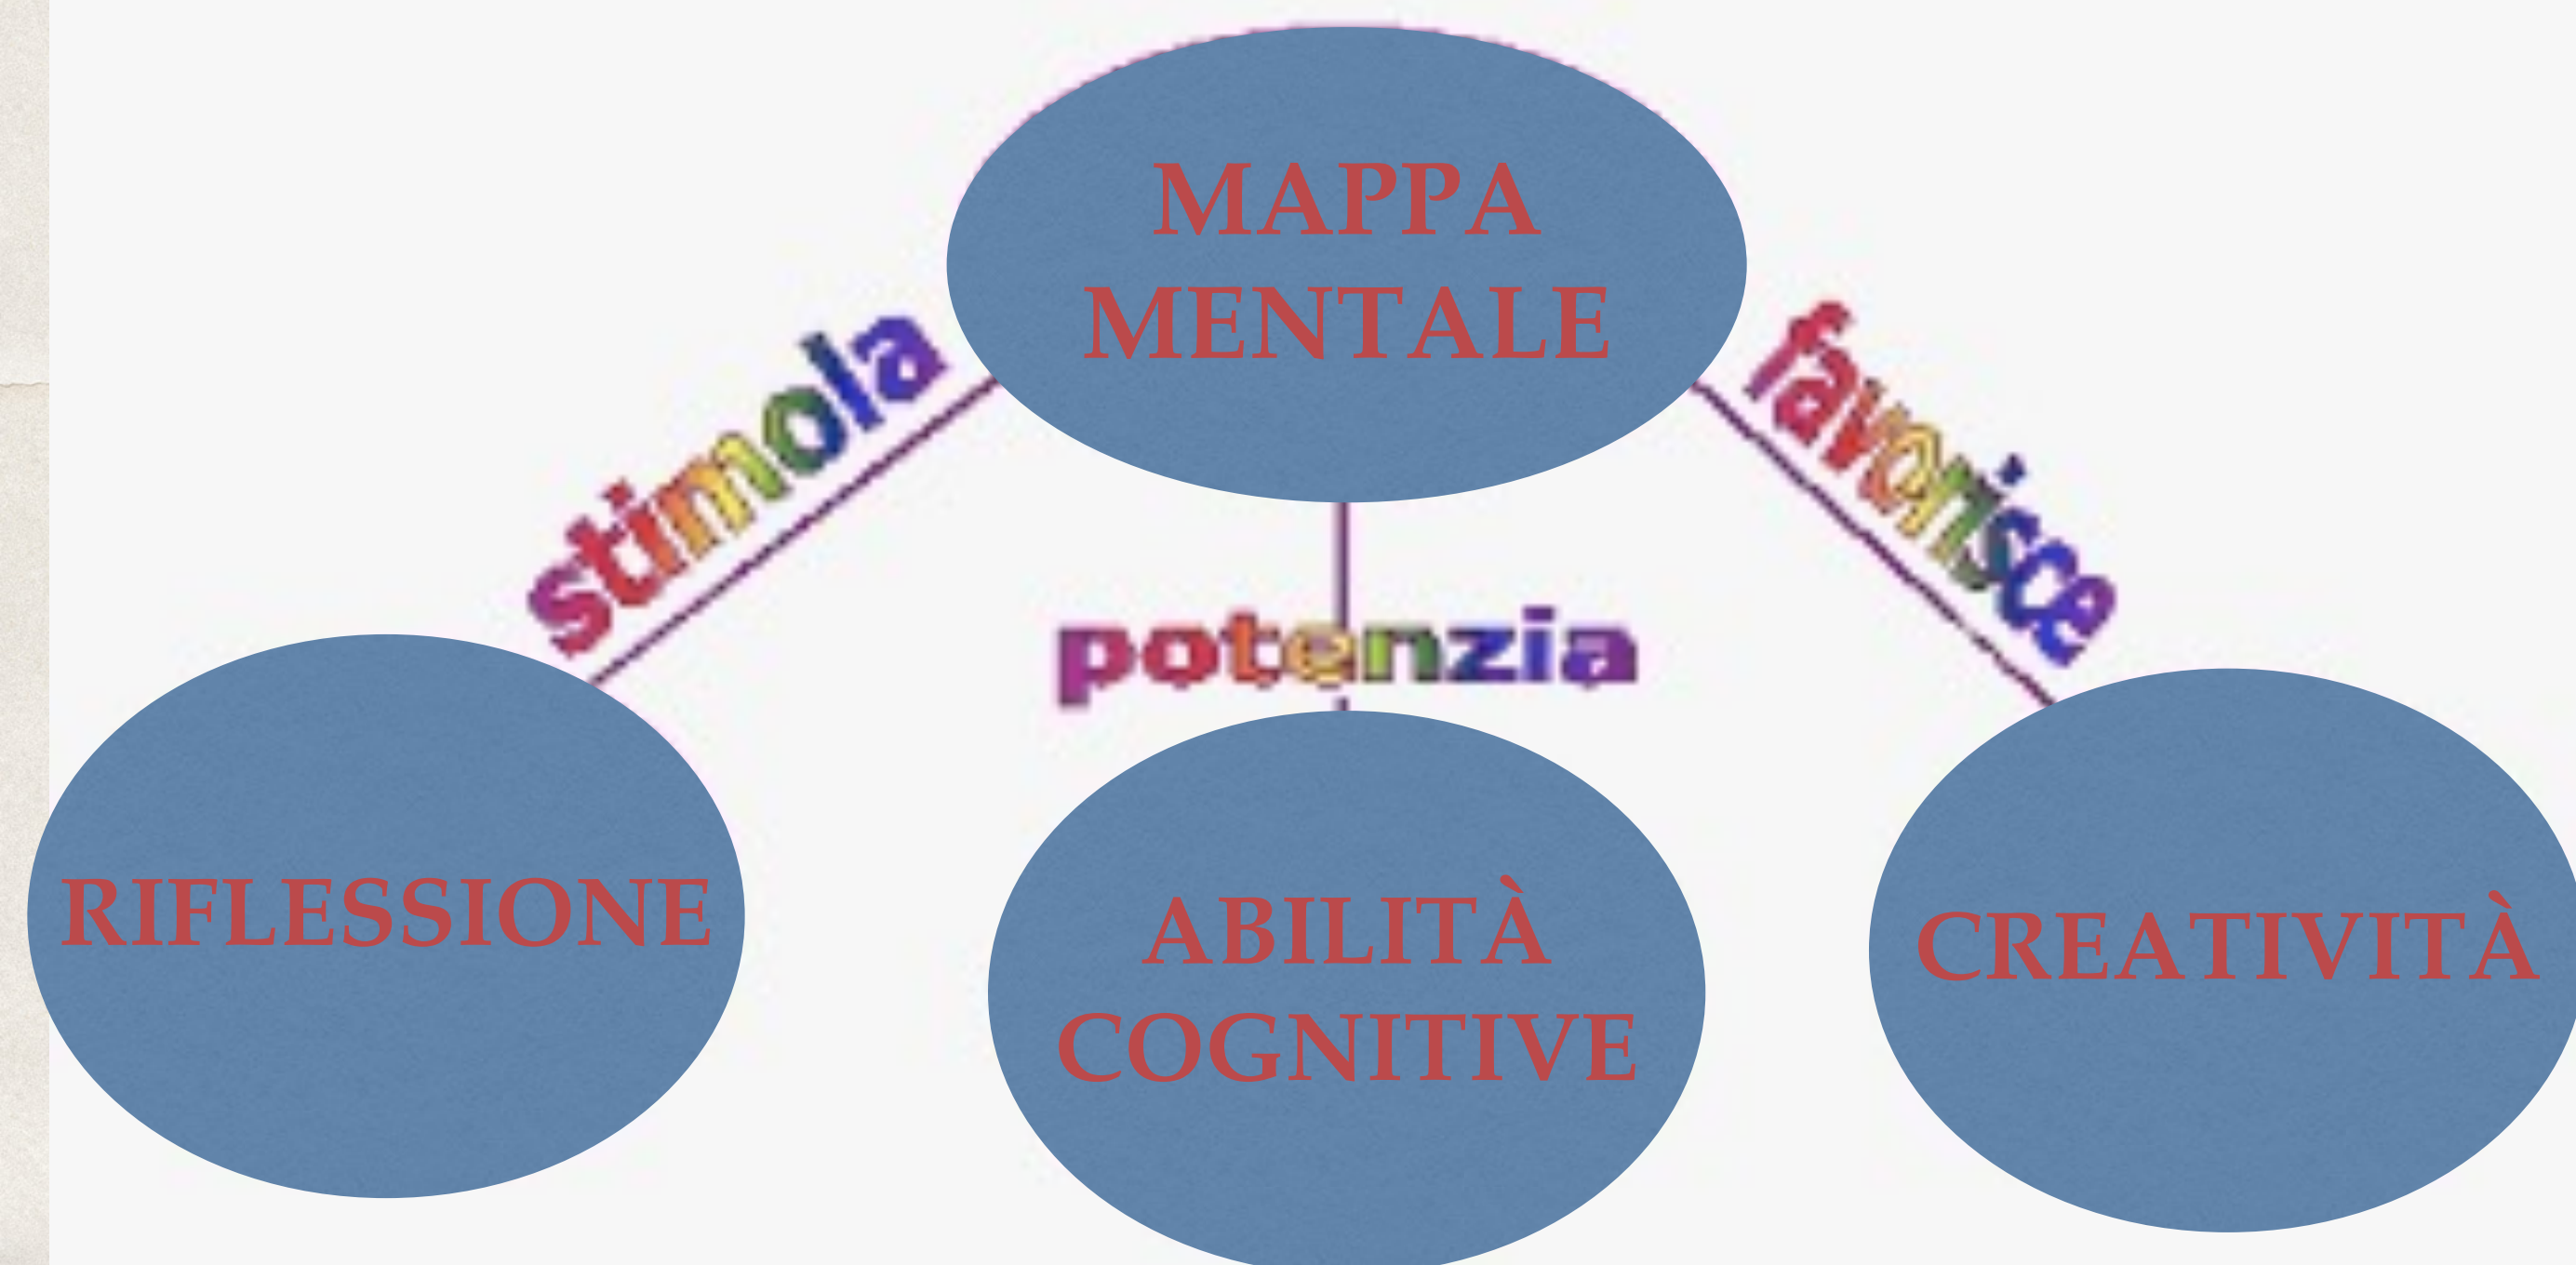 MAPPA
MENTALE
stimola
potenzia
favorisce
RIFLESSIONE
ABILITÀ
COGNITIVE
CREATIVITÀ